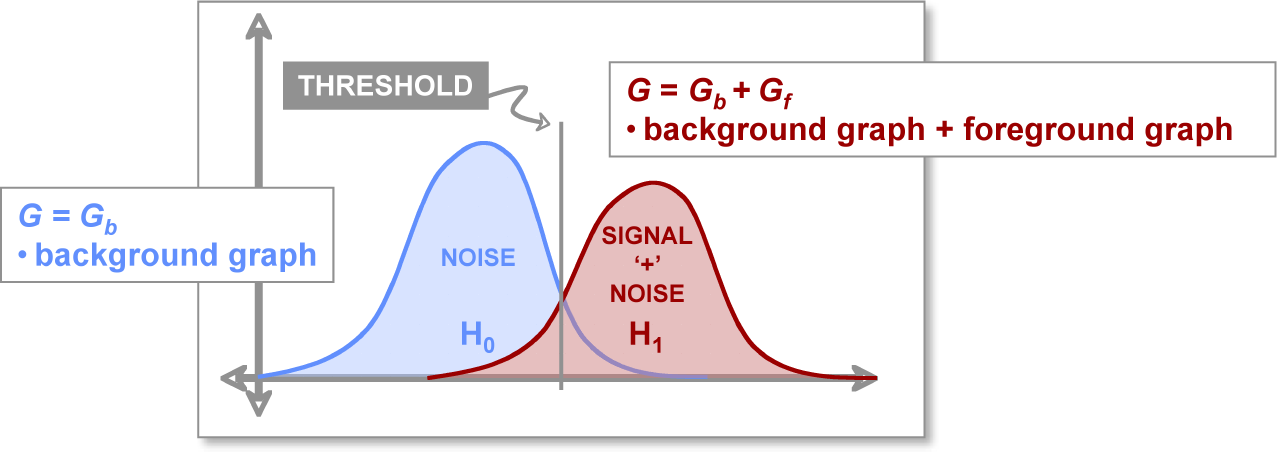 THRESHOLD
G = Gb + Gf
• background graph + foreground graph
G = Gb
• background graph
NOISE
H0
SIGNAL
‘+’
NOISE
H1